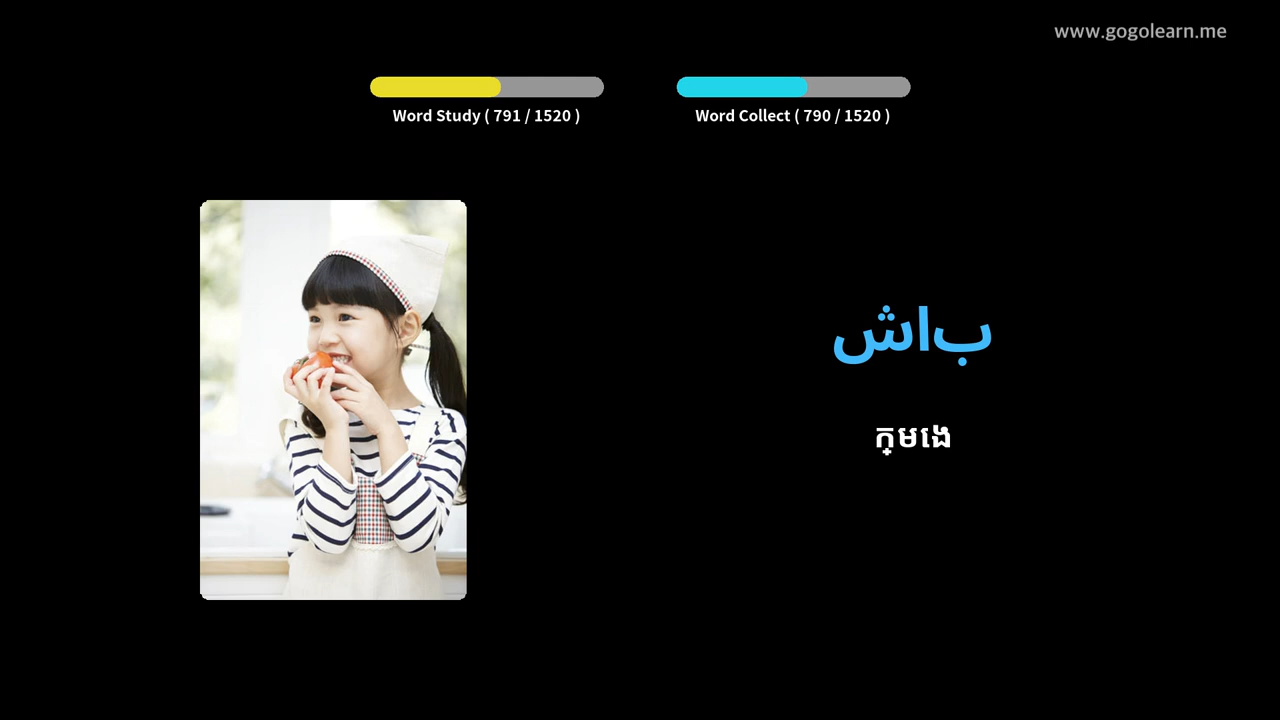 www.gogolearn.me
Word Study ( 791 / 1520 )
Word Collect ( 790 / 1520 )
باش
ក្មេង